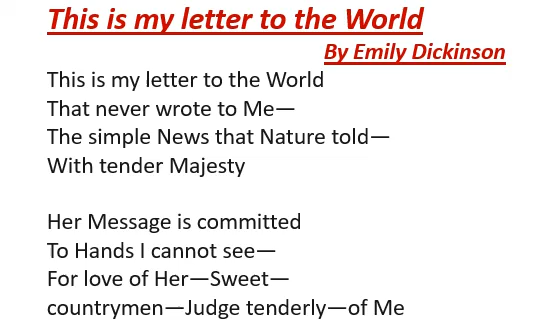 This is my letter to the World
By Emily Dickinson
This is my letter to the World
That never wrote to Me—
The simple News that Nature told—
With tender Majesty
Her Message is committed
To Hands I cannot see—
For love of Her—Sweet—
countrymen—Judge tenderly—of Me